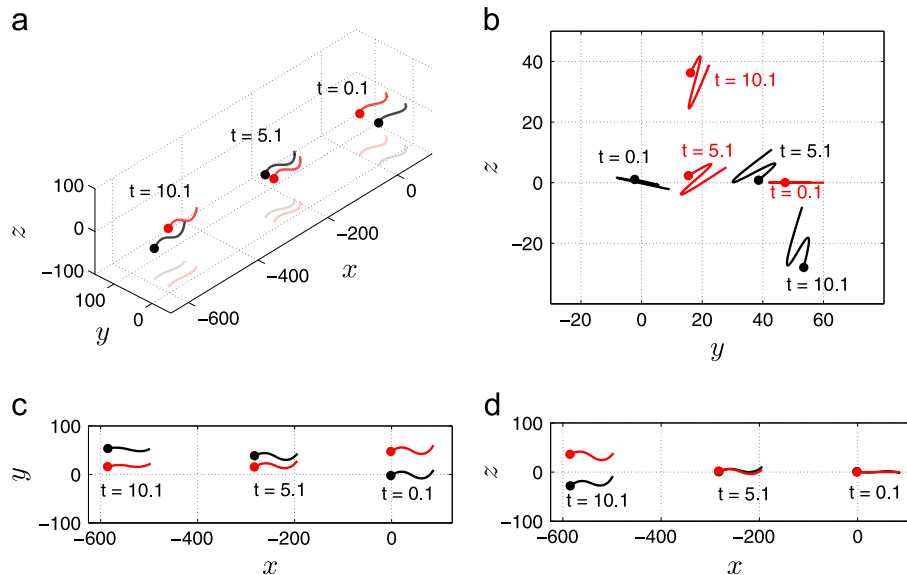 a
t = 0.1
t = 5.1
t = 10.1
100
0
−100
z
100
0
y
−600
−400
−200
0
x
b
40
20
0
−20
z
t = 10.1
t = 0.1
t = 5.1
t = 5.1
t = 0.1
t = 10.1
−20
0
20
40
60
y
c
100
0
−100
y
t = 10.1
t = 5.1
t = 0.1
−600
−400
−200
0
x
d
100
0
−100
z
t = 10.1
t = 5.1
t = 0.1
−600
−400
−200
0
x